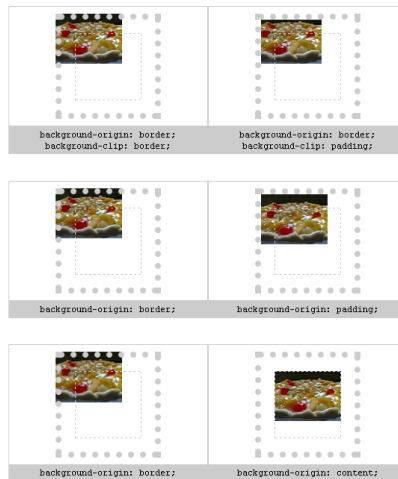 background-origin: border;
background-clip: border;
background-origin: border;
background-clip: padding;
background-origin: border;
background-origin: padding;
background-origin: border;
background-origin: content;